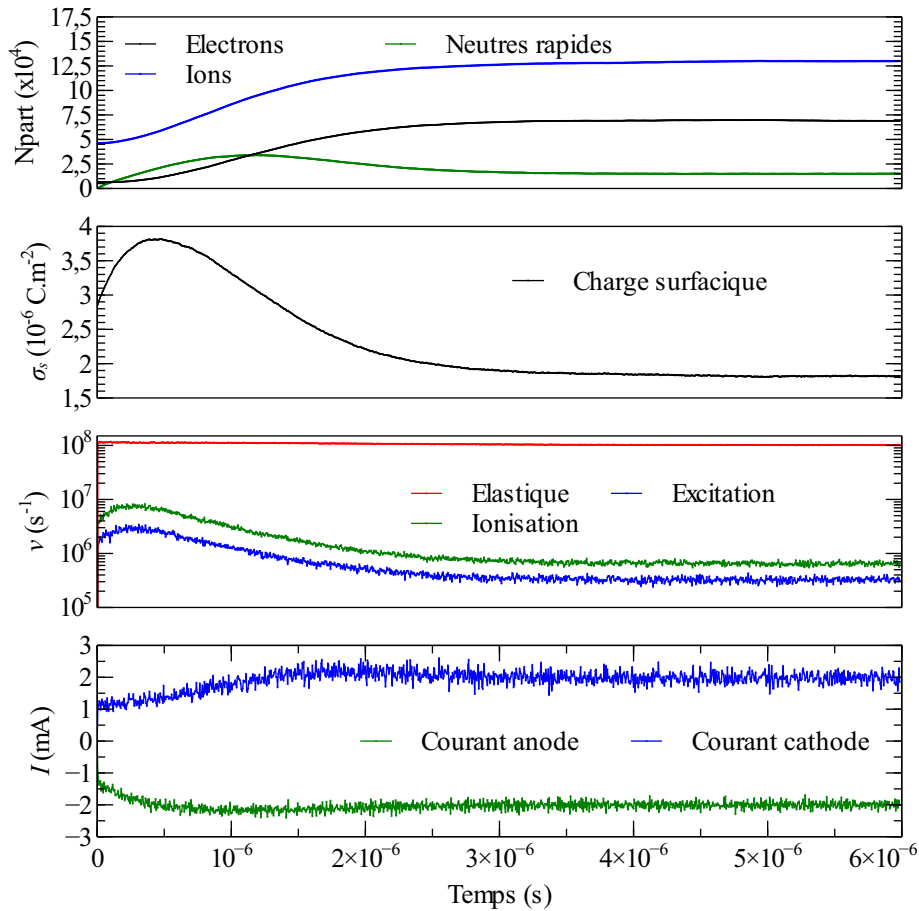 17,5
15
12,5
10
7,5
5
2,5
0
Npart (x10⁴)
Electrons
Neutres rapides
Ions
4
3,5
3
2,5
2
1,5
σₛ (10⁻⁶ C.m⁻²)
Charge surfacique
10⁸
10⁷
10⁶
10⁵
ν (s⁻¹)
Elastique
Excitation
Ionisation
3
2
1
0
−1
−2
−3
I (mA)
Courant anode
Courant cathode
0 10⁻⁶ 2×10⁻⁶ 3×10⁻⁶ 4×10⁻⁶ 5×10⁻⁶ 6×10⁻⁶
Temps (s)